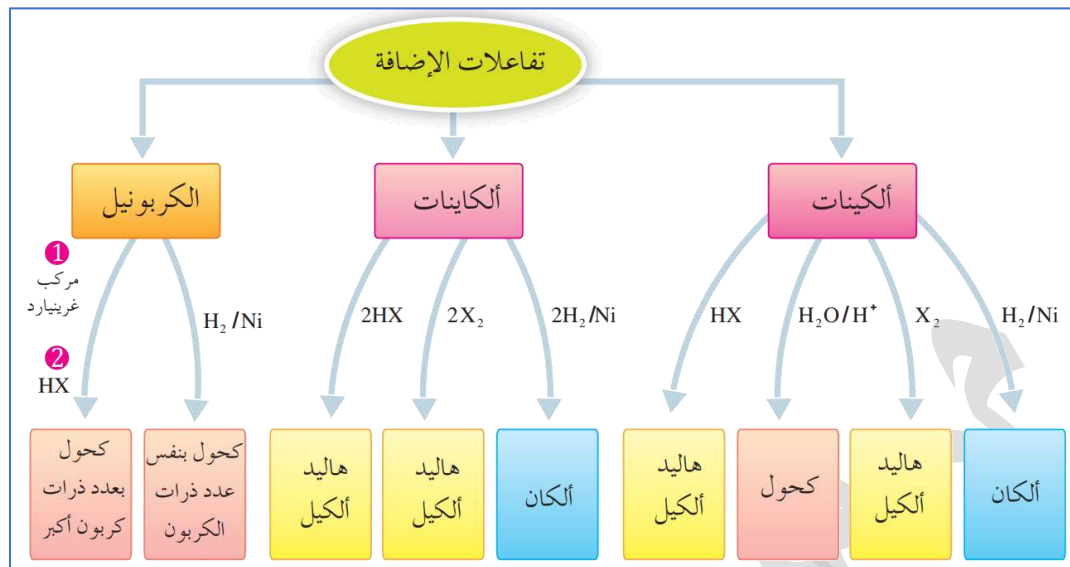 تفاعلات الإضافة
ألكينات
ألكاينات
الكربونيل
H₂/Ni
X₂
H₂O/H⁺
HX
2H₂/Ni
2X₂
2HX
H₂/Ni
1
مركب
غرينيارد
2
HX
ألكان
هاليد
ألكيل
كحول
هاليد
ألكيل
ألكان
هاليد
ألكيل
هاليد
ألكيل
كحول بنفس
عدد ذرات
الكربون
كحول
بعدد ذرات
كربون أكبر